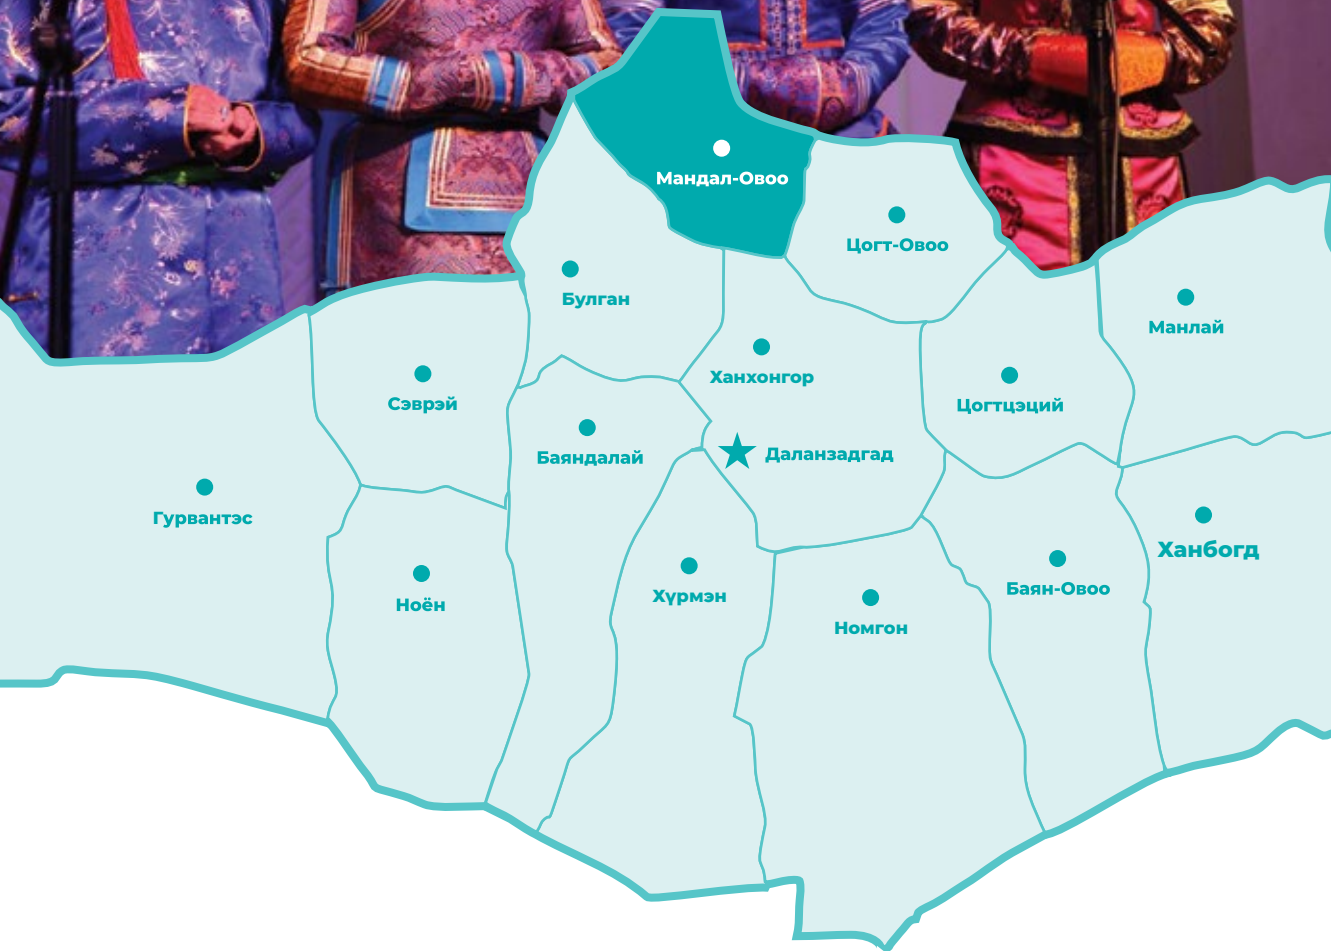 Мандал-Овоо
Цогт-Овоо
Булган
Манлай
Ханхонгор
Сэврэй
Цогтцэций
Баяндалай
Даланзадгад
Гурвантэс
Ханбогд
Ноён
Хүрмэн
Баян-Овоо
Номгон